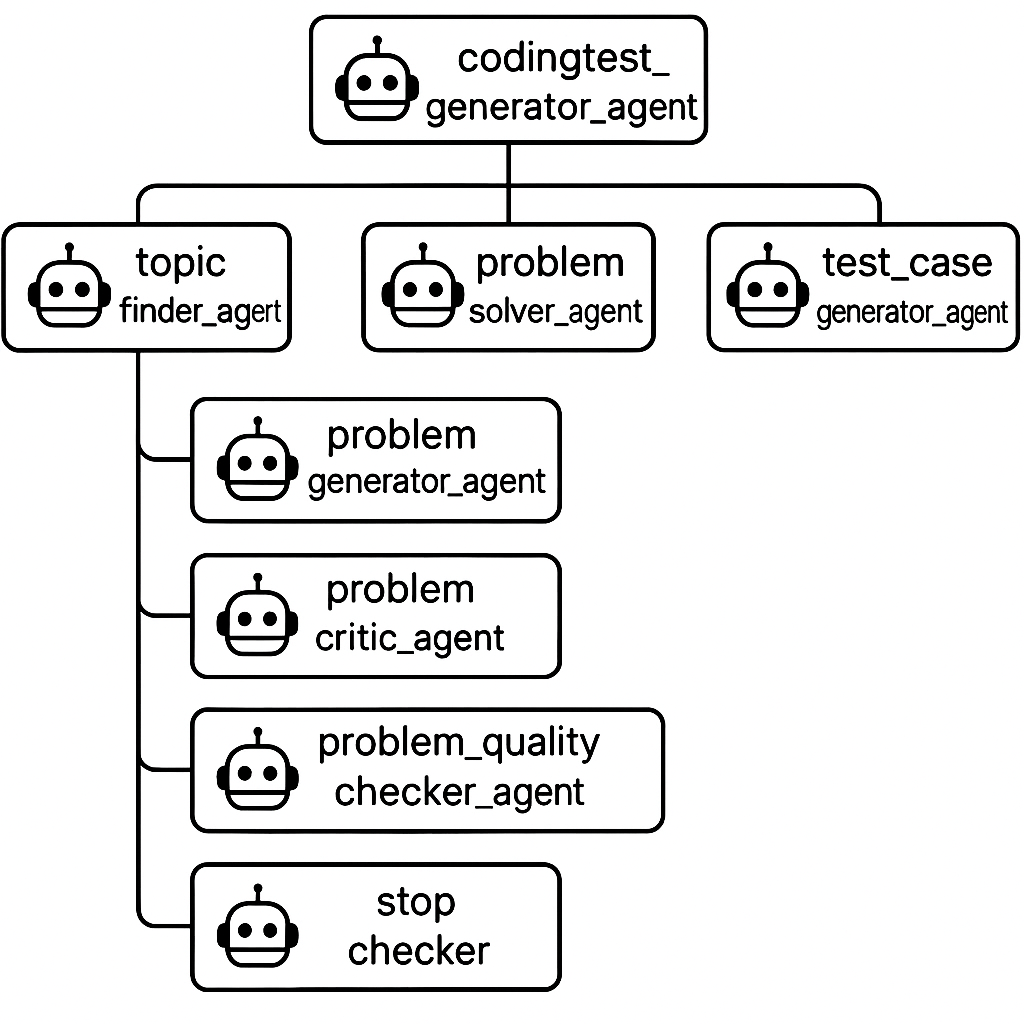 codingtest_
generator_agent
topic
finder_agert
problem
solver_agent
test_case
generator_agent
problem
generator_agent
problem
critic_agent
problem_quality
checker_agent
stop
checker